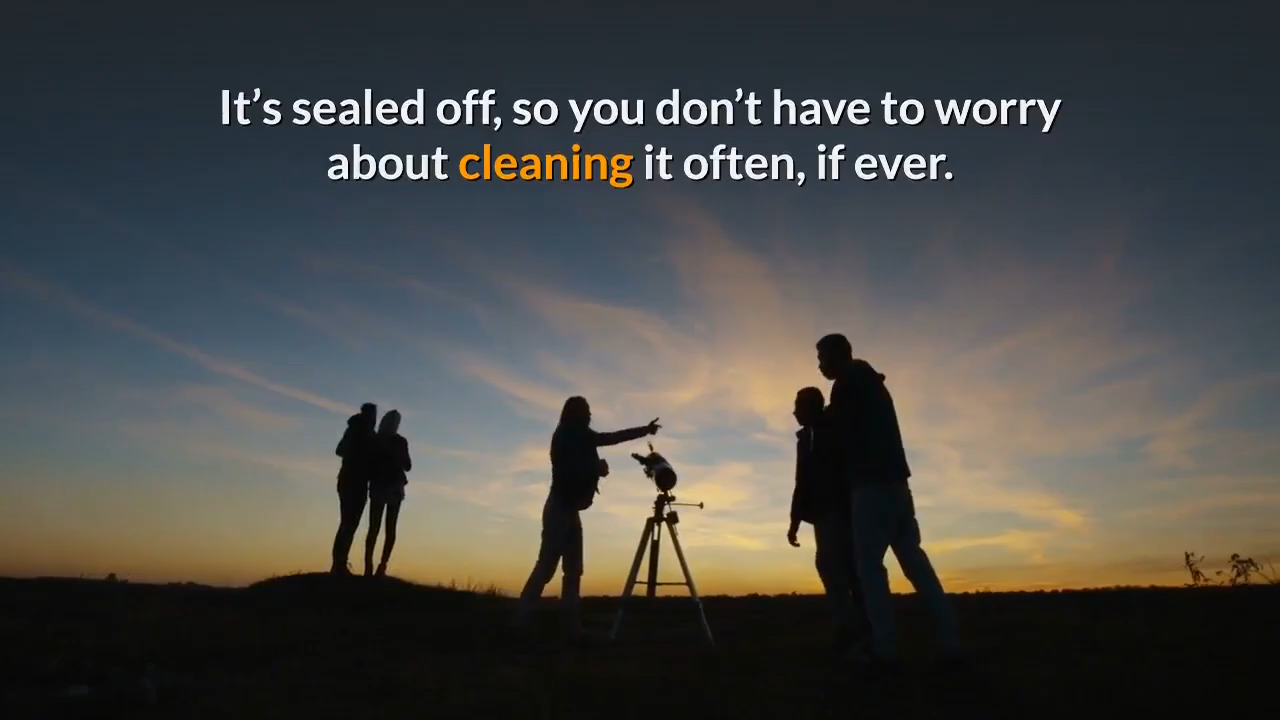 It’s sealed off, so you don’t have to worry
about cleaning it often, if ever.